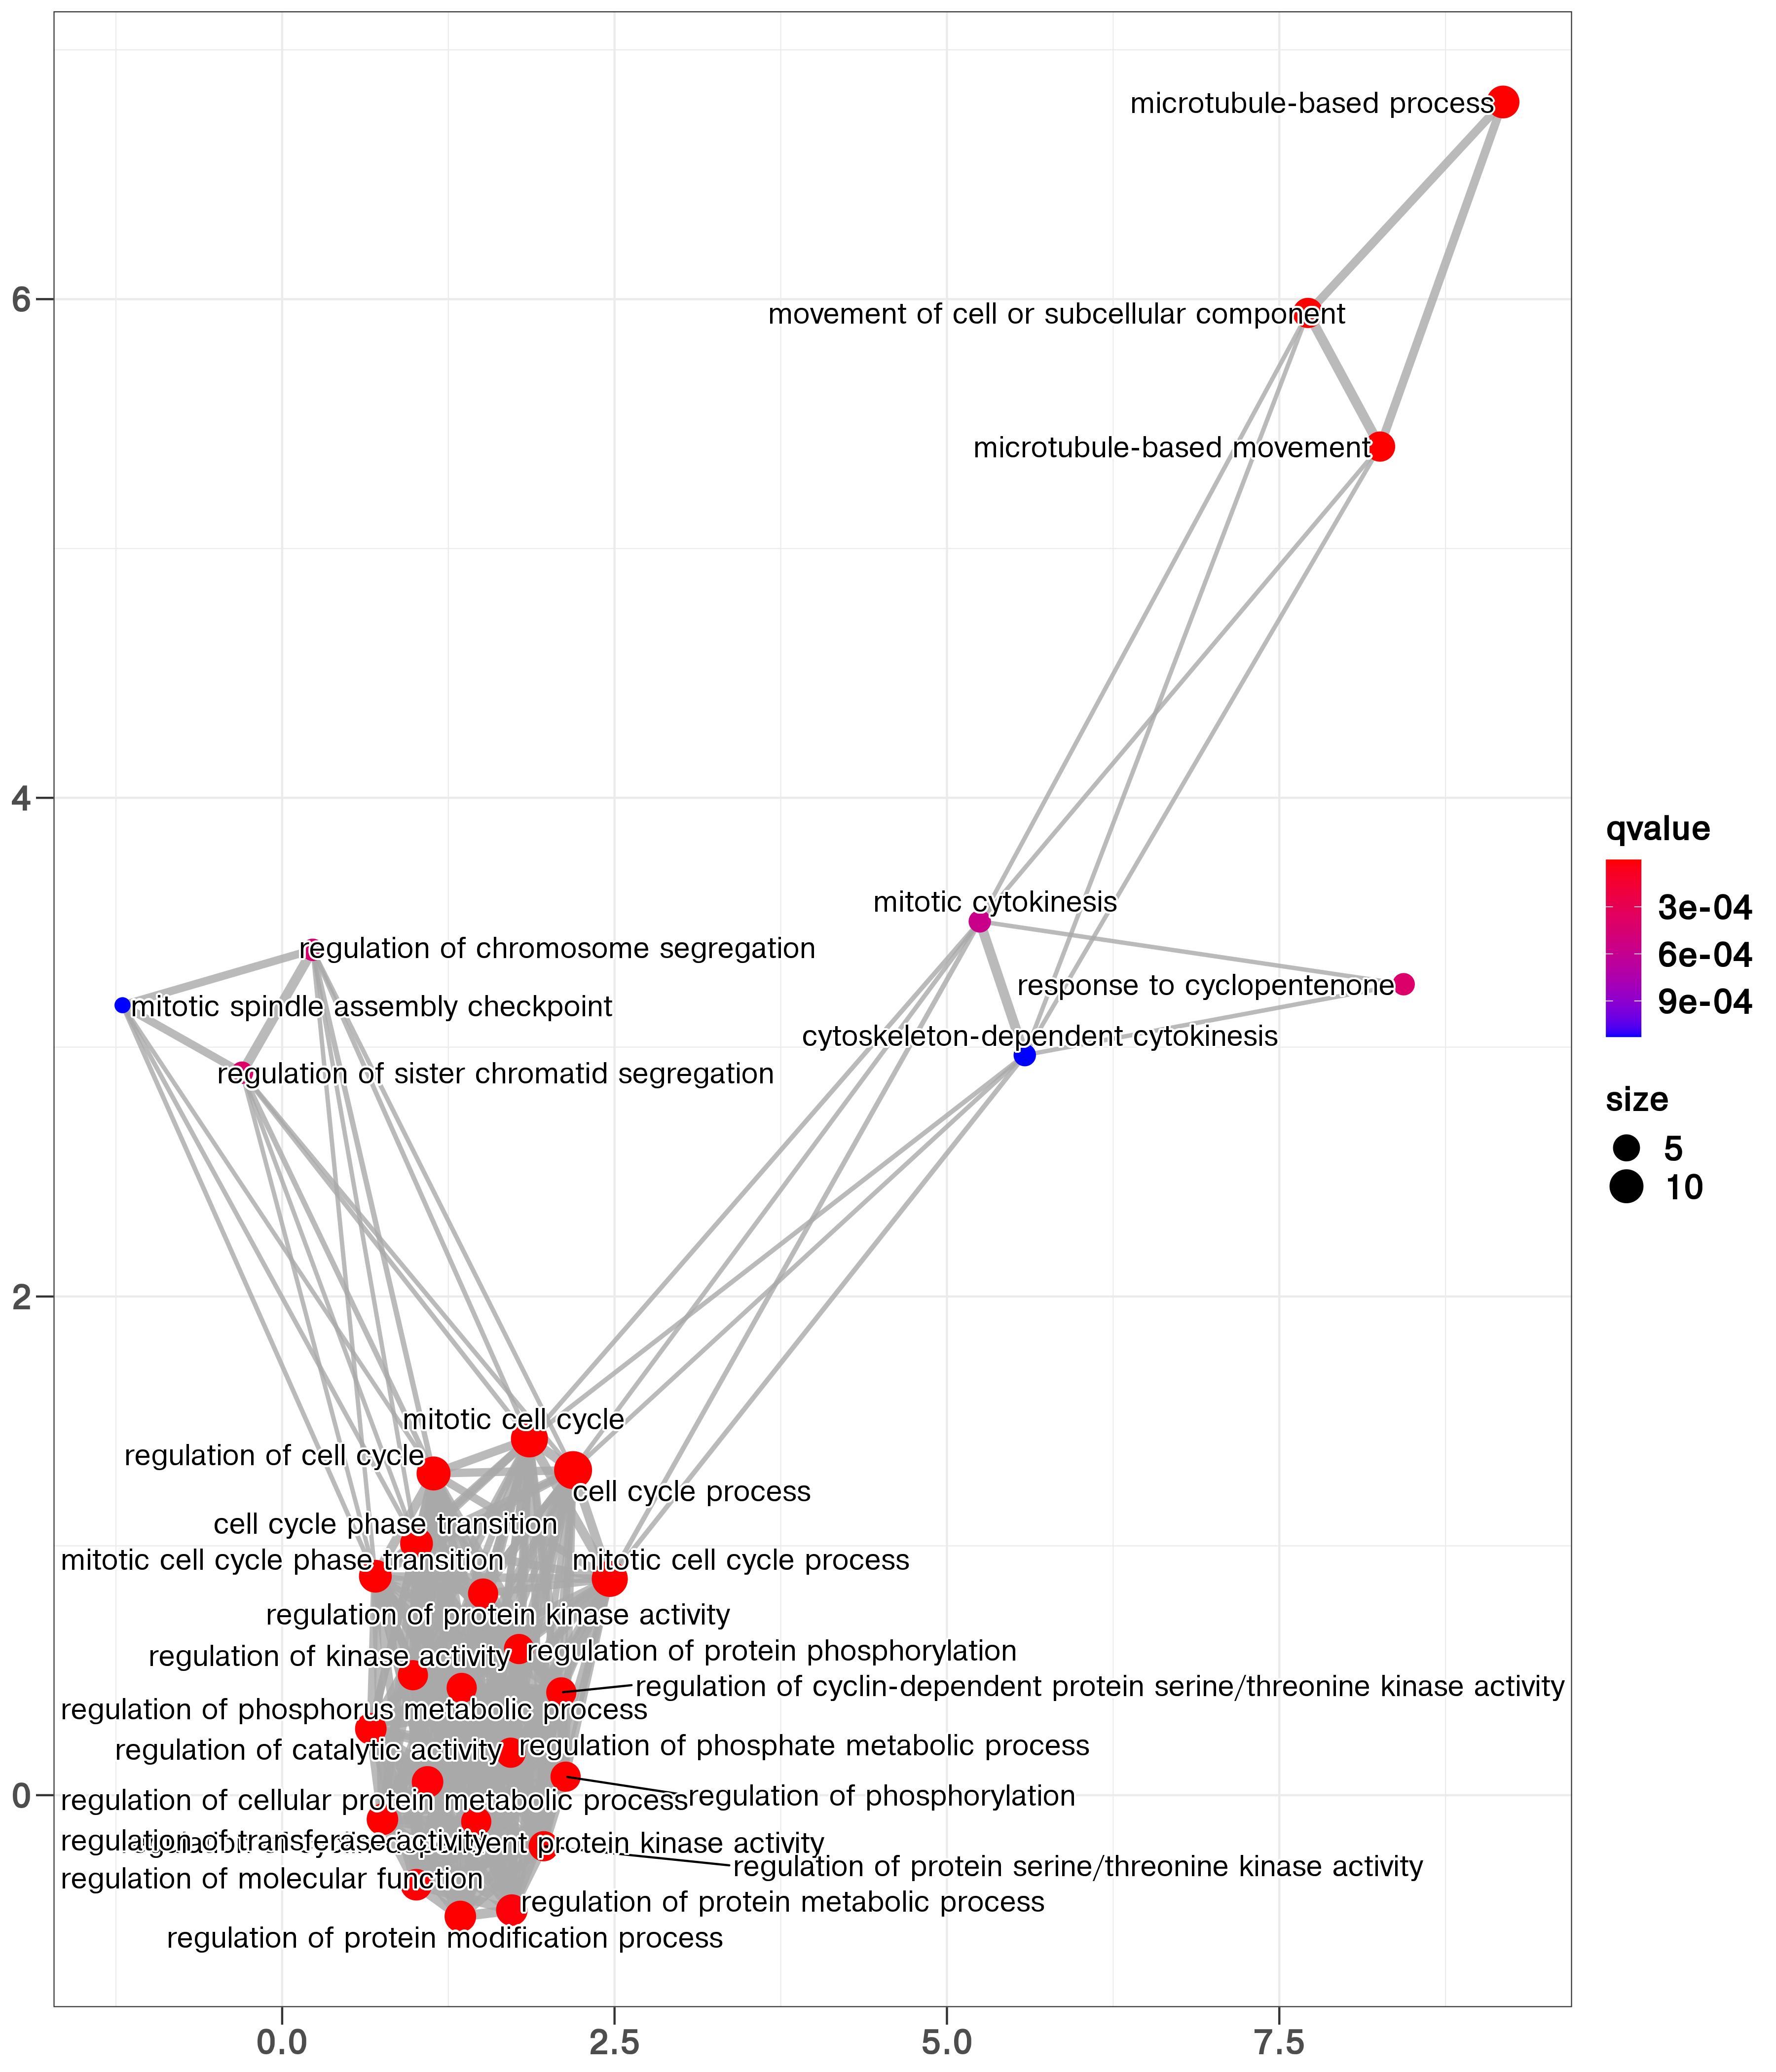 microtubule-based process
6
movement of cell or subcellular component
microtubule-based movement
4
qvalue
3e-04
6e-04
9e-04
mitotic cytokinesis
regulation of chromosome segregation
response to cyclopentenone
mitotic spindle assembly checkpoint
cytoskeleton-dependent cytokinesis
regulation of sister chromatid segregation
size
5
10
2
mitotic cell cycle
regulation of cell cycle
cell cycle process
cell cycle phase transition
mitotic cell cycle phase transition
mitotic cell cycle process
regulation of protein kinase activity
regulation of kinase activity
regulation of protein phosphorylation
regulation of cyclin-dependent protein serine/threonine kinase activity
regulation of phosphorus metabolic process
regulation of catalytic activity
regulation of phosphate metabolic process
0
regulation of phosphorylation
regulation of cellular protein metabolic process
regulation of transferase activity
protein kinase activity
regulation of protein serine/threonine kinase activity
regulation of molecular function
regulation of protein metabolic process
regulation of protein modification process
0.0
2.5
5.0
7.5